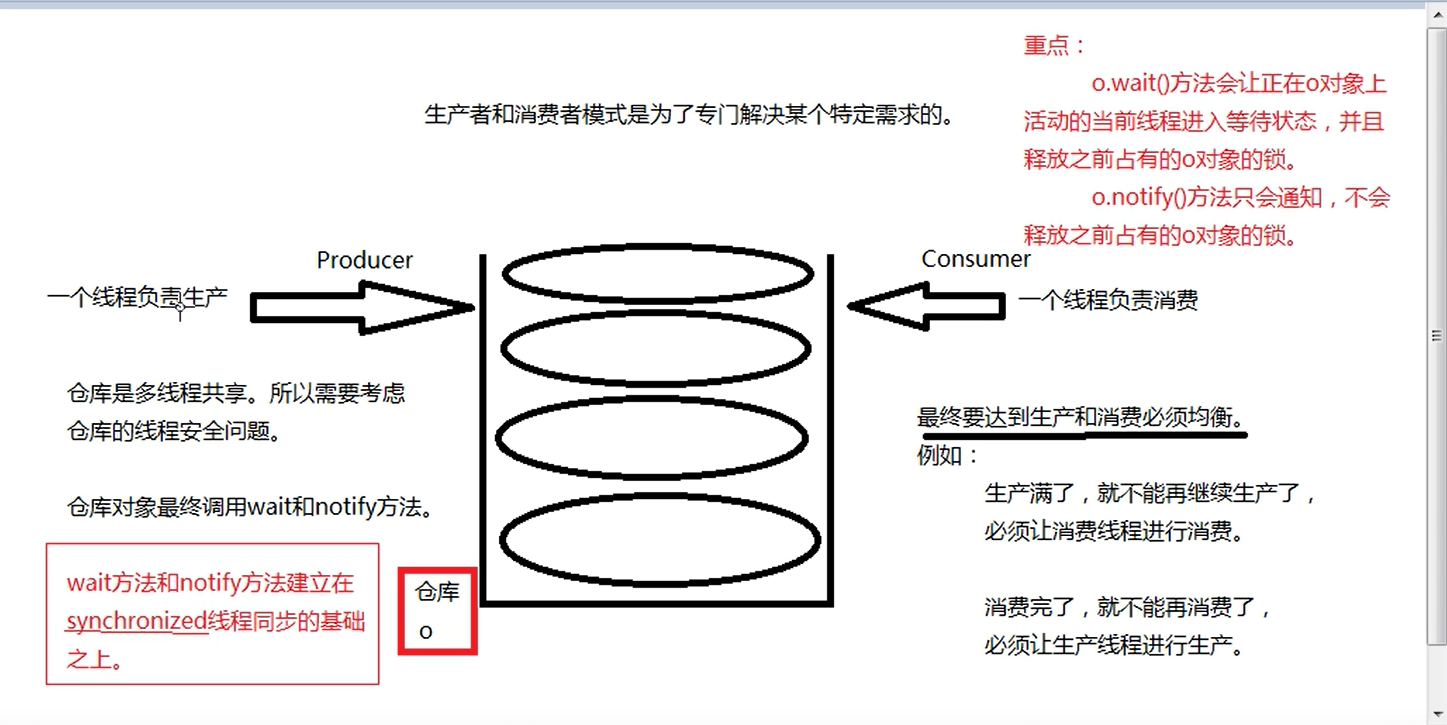 生产者和消费者模式是为了专门解决某个特定需求的。
重点：
o.wait()方法会让正在o对象上
活动的当前线程进入等待状态，并且
释放之前占有的o对象的锁。
o.notify()方法只会通知，不会
释放之前占有的o对象的锁。
Producer
一个线程负责生产
Consumer
一个线程负责消费
仓库是多线程共享。所以需要考虑
仓库的线程安全问题。
仓库对象最终调用wait和notify方法。
wait方法和notify方法建立在
synchronized线程同步的基础
之上。
仓库
o
最终要达到生产和消费必须均衡。
例如：
生产满了，就不能再继续生产了，
必须让消费线程进行消费。
消费完了，就不能再消费了，
必须让生产线程进行生产。